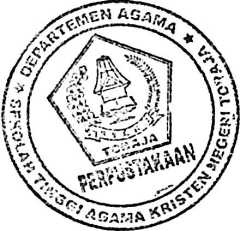 DEPARTEMEN AGAMA
SEKOLAH TINGGI AGAMA KRISTEN NEGERI TORAJA
TORAJA
PERPUSTAKAAN